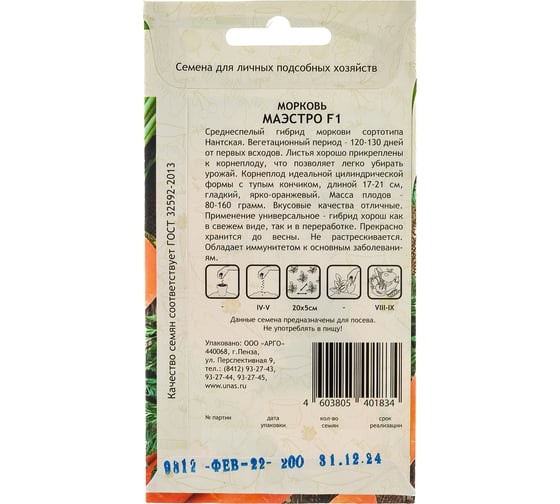 Семена для личных подсобных хозяйств
МОРКОВЬ
МАЭСТРО F1
Среднеспелый гибрид моркови сортотипа
Нантская. Вегетационный период - 120-130 дней
от первых всходов. Листья хорошо прикреплены
к корнеплоду, что позволяет легко убирать
урожай. Корнеплод идеальной цилиндрической
формы с тупым кончиком, длиной 17-21 см,
гладкий, ярко-оранжевый. Масса плодов -
80-160 грамм. Вкусовые качества отличные.
Применение универсальное - гибрид хорош как
в свежем виде, так и в переработке. Прекрасно
хранится до весны. Не растрескивается.
Обладает иммунитетом к основным заболевани-
ям.
- IV-V 20х5см - VIII-IX
Данные семена предназначены для посева.
Не употреблять в пищу!
Упаковано: ООО «АРГО»
440068, г.Пенза,
ул. Перспективная 9,
тел.: (8412) 93-27-43,
93-27-44, 93-27-45,
www.unas.ru
4 603805 401834
№ партии дата упаковки кол-во семян срок реализации
9812 -ФЕВ-22- 200 31.12.24
Качество семян соответствует ГОСТ 32592-2013